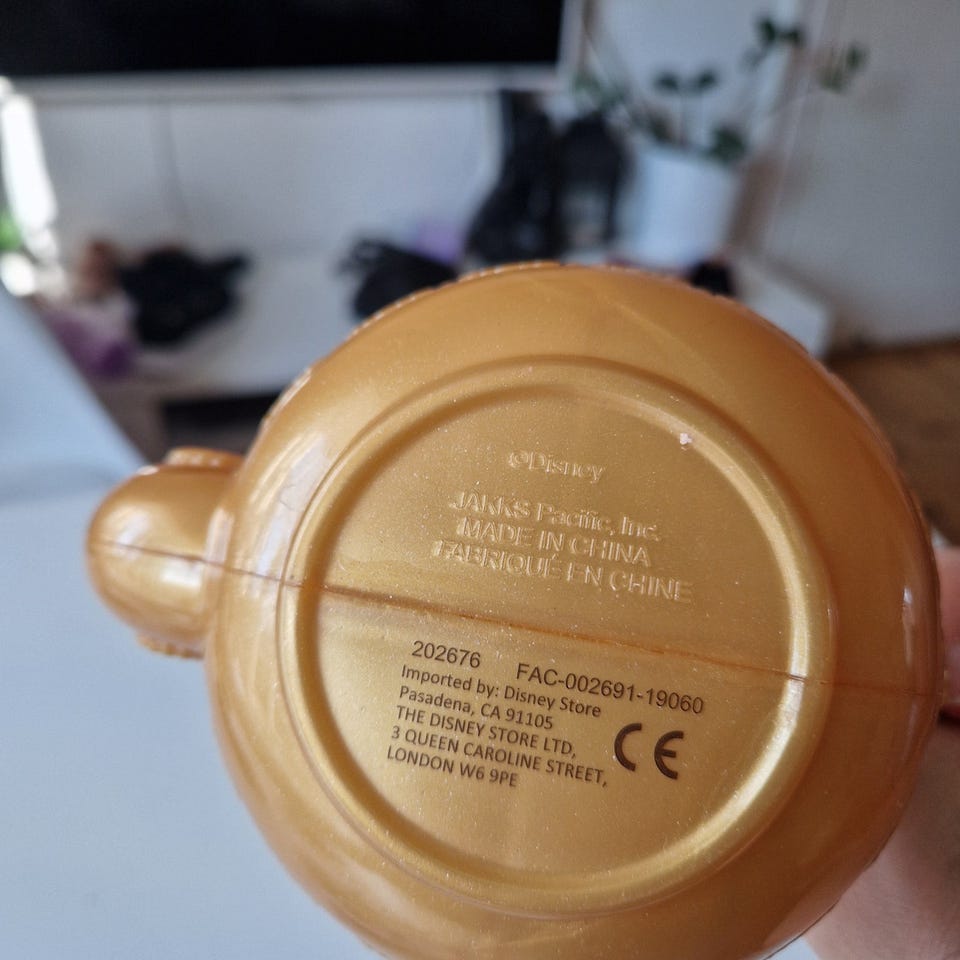 ©Disney
JAKKS Pacific, Inc.
MADE IN CHINA
FABRIQUÉ EN CHINE
202676 FAC-002691-19060
Imported by: Disney Store
Pasadena, CA 91105
THE DISNEY STORE LTD,
3 QUEEN CAROLINE STREET,
LONDON W6 9PE
CE